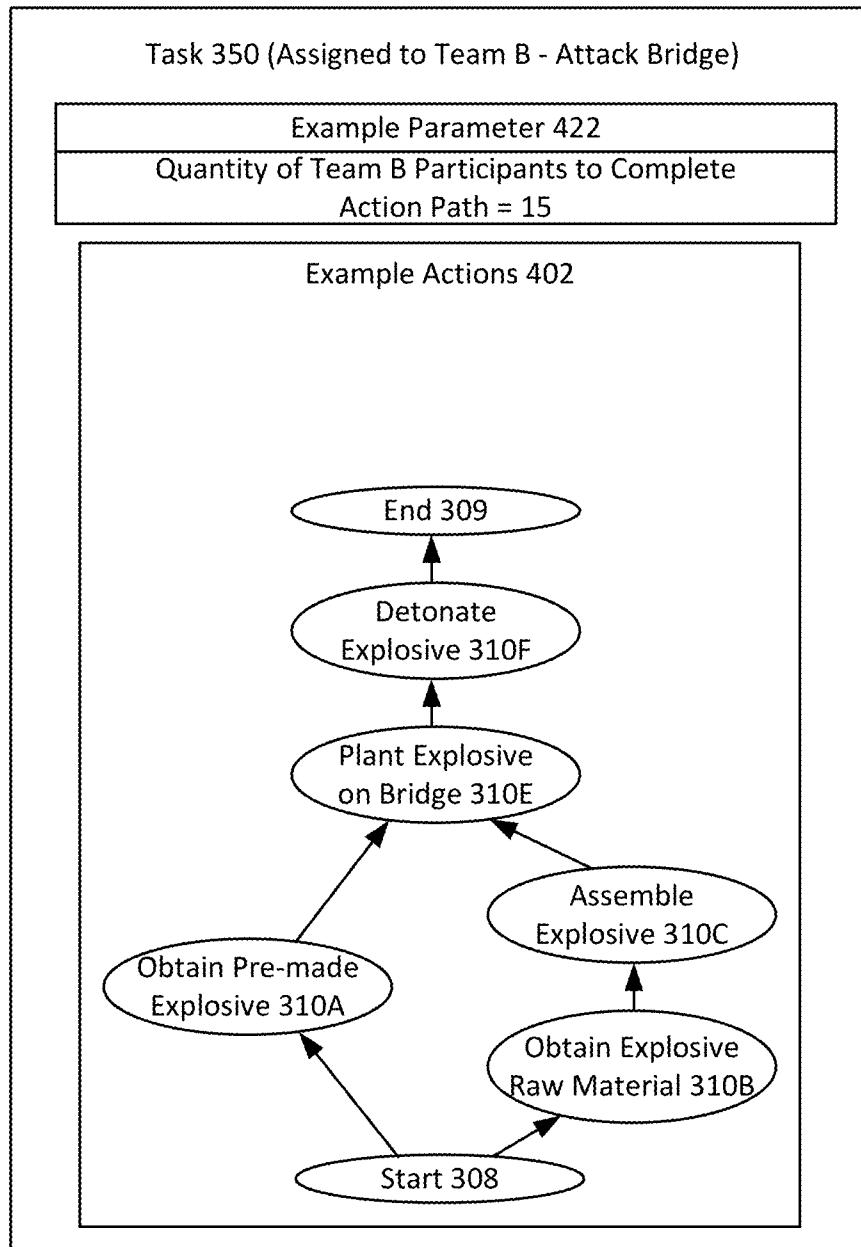 Task 350 (Assigned to Team B - Attack Bridge)
Example Parameter 422
Quantity of Team B Participants to Complete
Action Path = 15
Example Actions 402
End 309
Detonate
Explosive 310F
Plant Explosive
on Bridge 310E
Assemble
Explosive 310C
Obtain Pre-made
Explosive 310A
Obtain Explosive
Raw Material 310B
Start 308